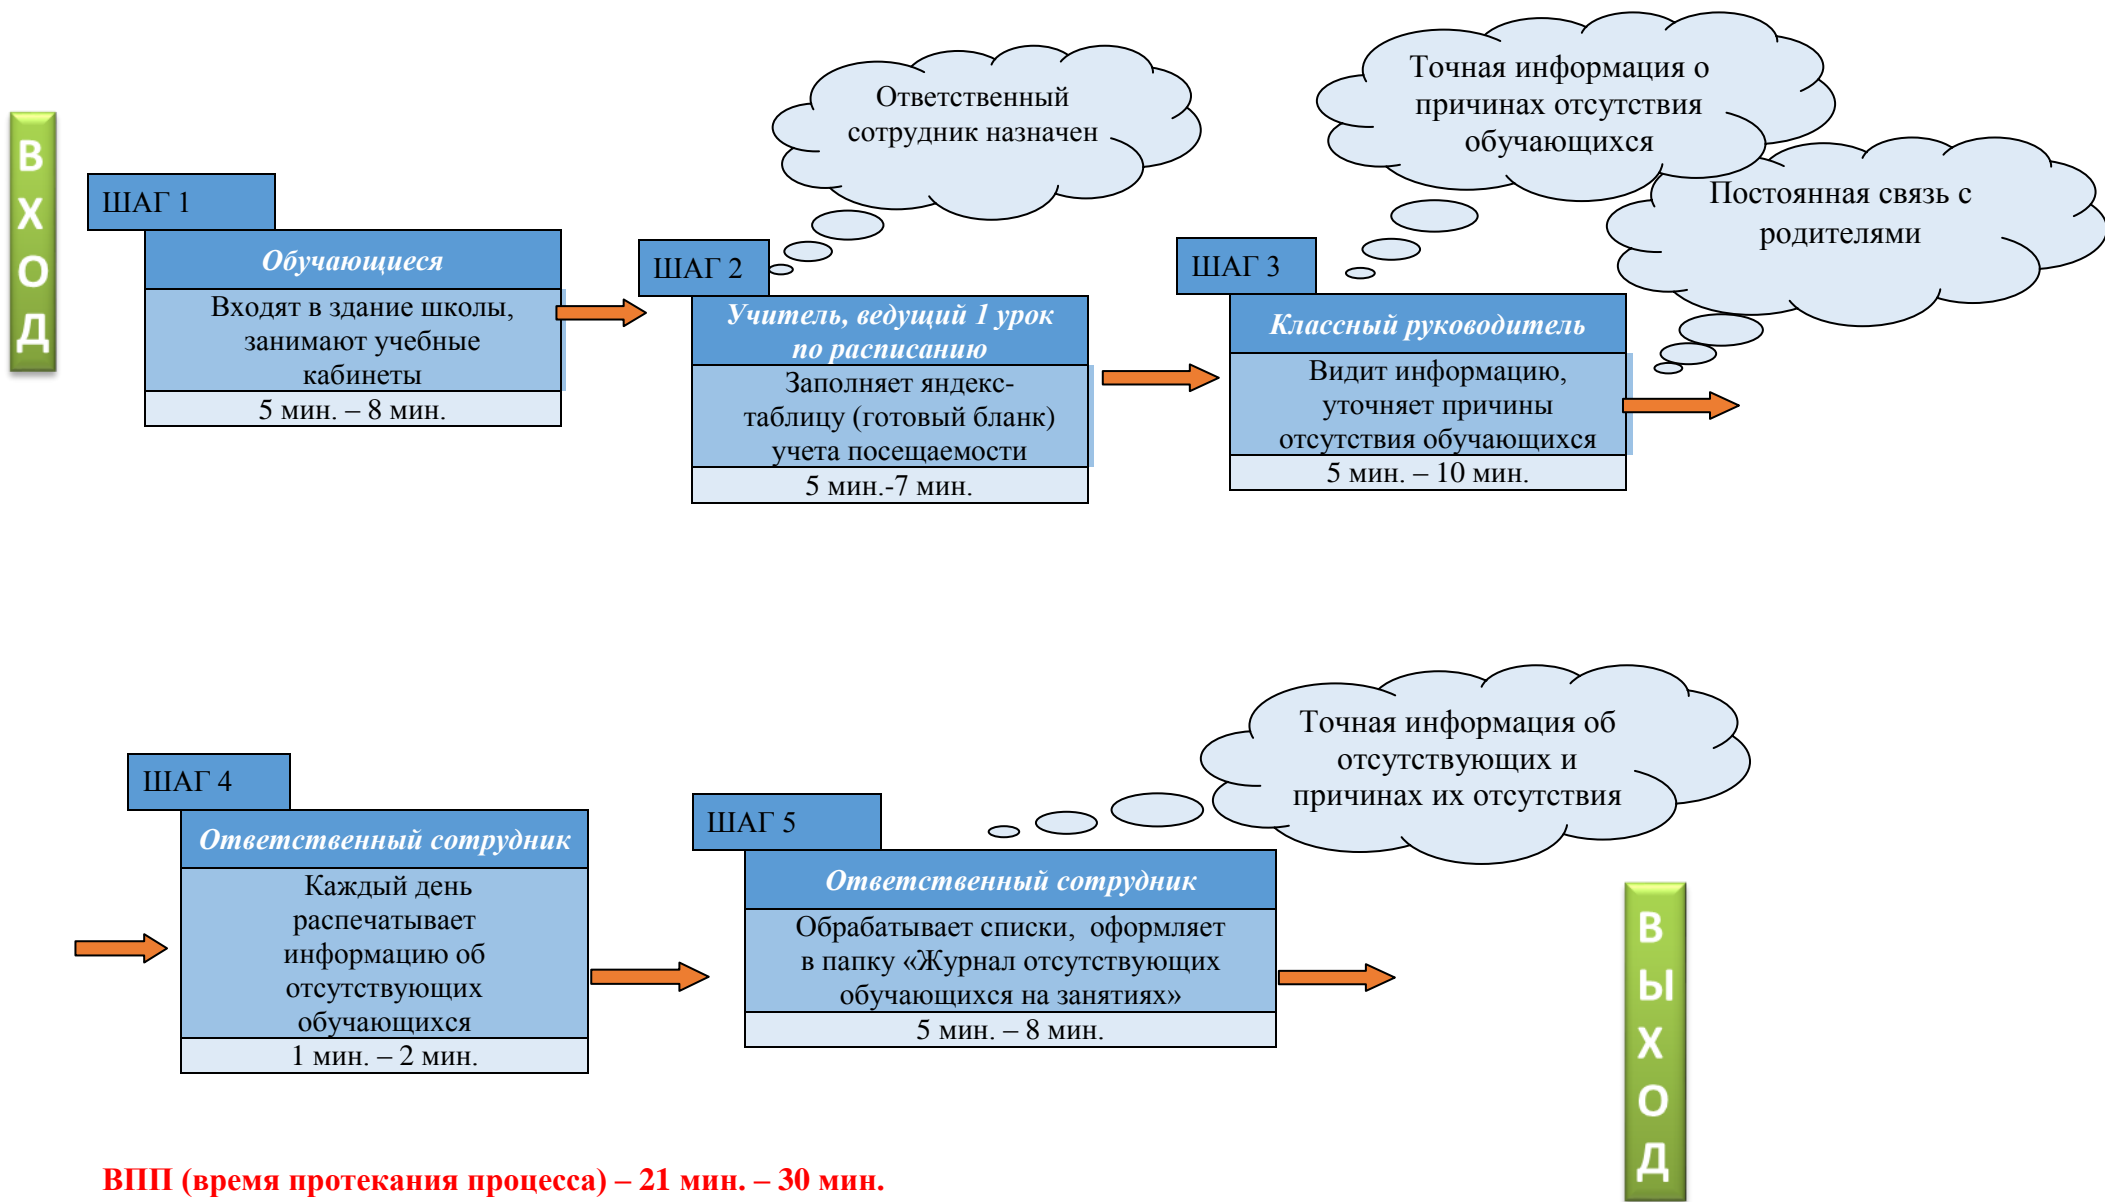 ВХОД
ШАГ 1
Обучающиеся
Входят в здание школы,
занимают учебные
кабинеты
5 мин. – 8 мин.
Ответственный
сотрудник назначен
ШАГ 2
Учитель, ведущий 1 урок
по расписанию
Заполняет яндекс-
таблицу (готовый бланк)
учета посещаемости
5 мин.-7 мин.
Точная информация о
причинах отсутствия
обучающихся
Постоянная связь с
родителями
ШАГ 3
Классный руководитель
Видит информацию,
уточняет причины
отсутствия обучающихся
5 мин. – 10 мин.
ШАГ 4
Ответственный сотрудник
Каждый день
распечатывает
информацию об
отсутствующих
обучающихся
1 мин. – 2 мин.
Точная информация об
отсутствующих и
причинах их отсутствия
ШАГ 5
Ответственный сотрудник
Обрабатывает списки, оформляет
в папку «Журнал отсутствующих
обучающихся на занятиях»
5 мин. – 8 мин.
ВЫХОД
ВПП (время протекания процесса) – 21 мин. – 30 мин.